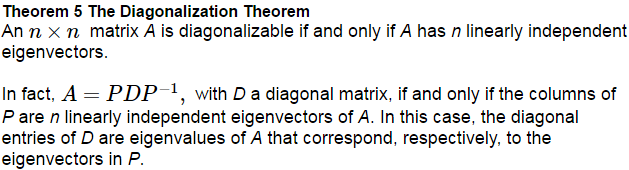 Theorem 5 The Diagonalization Theorem
An n × n matrix A is diagonalizable if and only if A has n linearly independent
eigenvectors.
In fact, A = PDP⁻¹, with D a diagonal matrix, if and only if the columns of
P are n linearly independent eigenvectors of A. In this case, the diagonal
entries of D are eigenvalues of A that correspond, respectively, to the
eigenvectors in P.